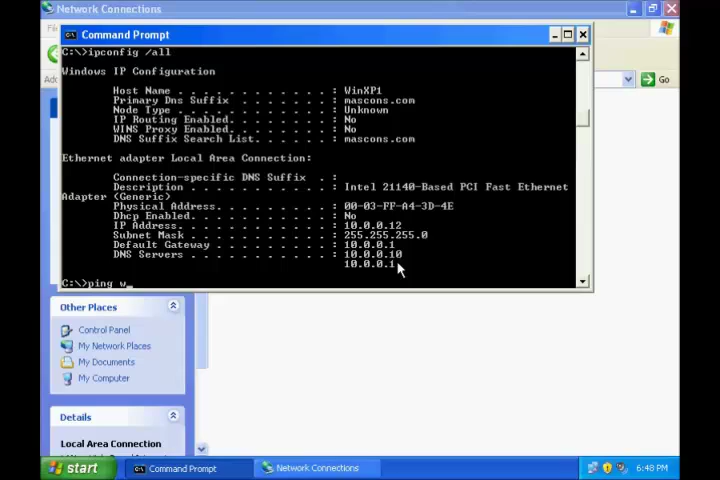 Network Connections
Command Prompt
C:\>ipconfig /all
Windows IP Configuration
Host Name . . . . . . . . . . . . : WinXP1
Primary Dns Suffix . . . . . . . : mascons.com
Node Type . . . . . . . . . . . . : Unknown
IP Routing Enabled. . . . . . . . : No
WINS Proxy Enabled. . . . . . . . : No
DNS Suffix Search List. . . . . . : mascons.com
Ethernet adapter Local Area Connection:
Connection-specific DNS Suffix . :
Description . . . . . . . . . . . : Intel 21140-Based PCI Fast Ethernet
Adapter (Generic)
Physical Address. . . . . . . . . : 00-03-FF-A4-3D-4E
Dhcp Enabled. . . . . . . . . . . : No
IP Address. . . . . . . . . . . . : 10.0.0.12
Subnet Mask . . . . . . . . . . . : 255.255.255.0
Default Gateway . . . . . . . . . : 10.0.0.1
DNS Servers . . . . . . . . . . . : 10.0.0.10
10.0.0.1
C:\>ping w_
Go
Other Places
Control Panel
My Network Places
My Documents
My Computer
Details
Local Area Connection
start
Command Prompt
Network Connections
6:48 PM